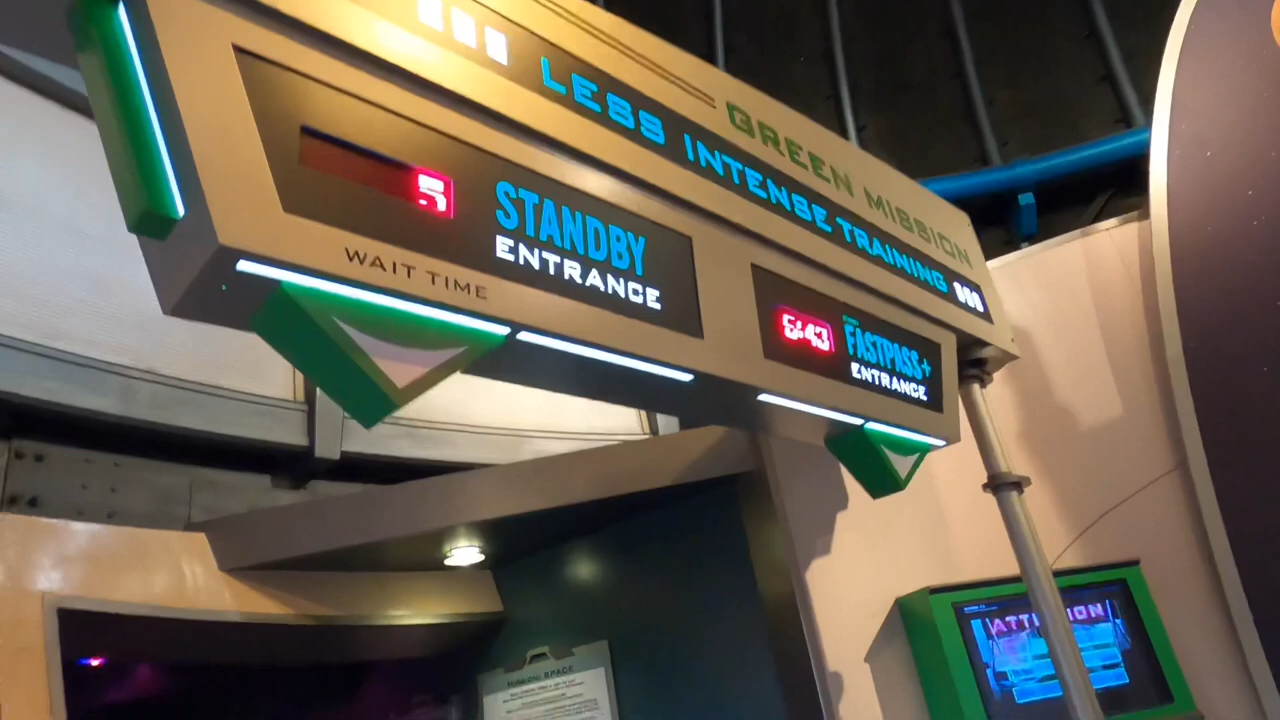 GREEN MISSION
LESS INTENSE TRAINING
5
STANDBY
ENTRANCE
WAIT TIME
5:43
FASTPASS+
ENTRANCE
ATTENTION
MISSION: SPACE